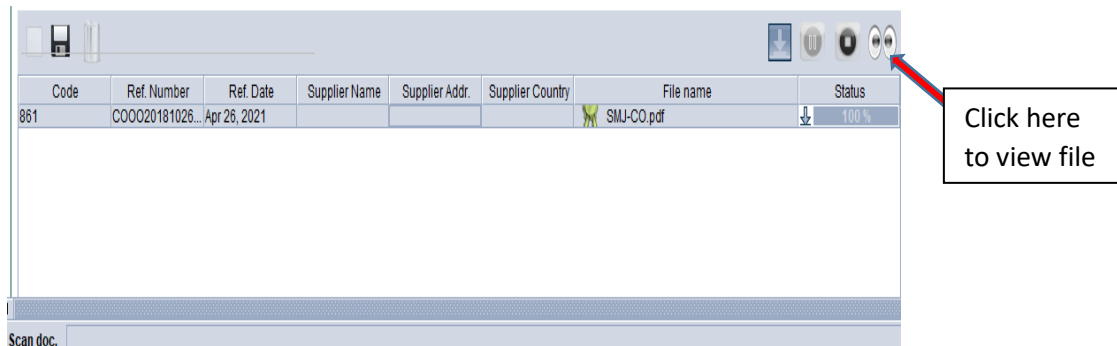 Code Ref. Number Ref. Date Supplier Name Supplier Addr. Supplier Country File name Status
861 COOO20181026... Apr 26, 2021 SMJ-CO.pdf 100 %
Click here
to view file
Scan doc.